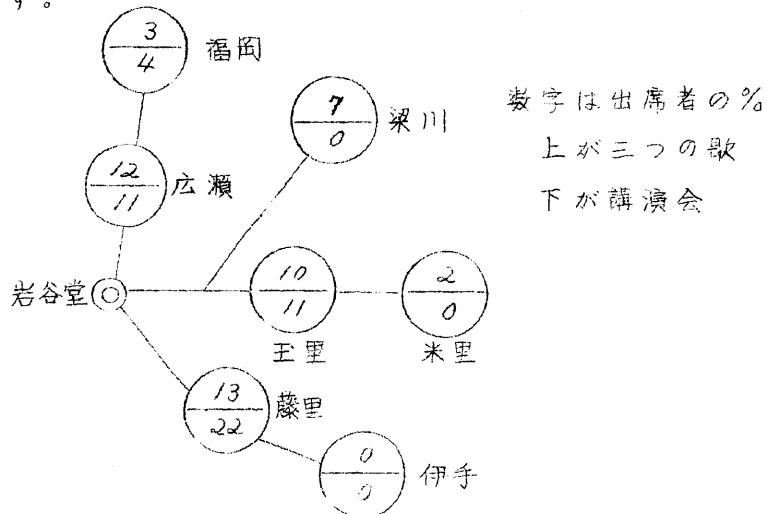 す。
3
4
福岡
7
0
梁川
数字は出席者の%
上が三つの歌
下が講演会
12
11
広瀬
岩谷堂
10
11
玉里
2
0
米里
13
22
藤里
0
0
伊手